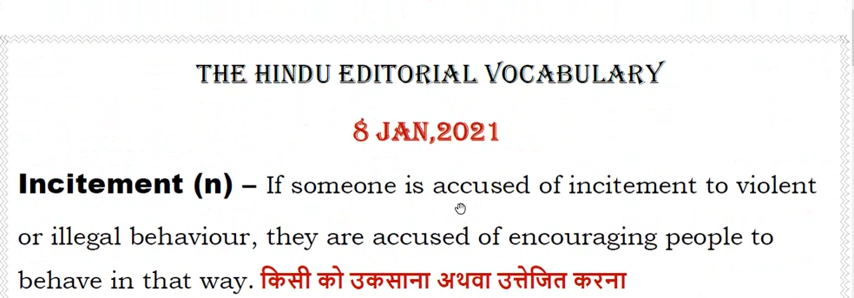 THE HINDU EDITORIAL VOCABULARY
8 JAN,2021
Incitement (n) – If someone is accused of incitement to violent
or illegal behaviour, they are accused of encouraging people to
behave in that way. किसी को उकसाना अथवा उत्तेजित करना